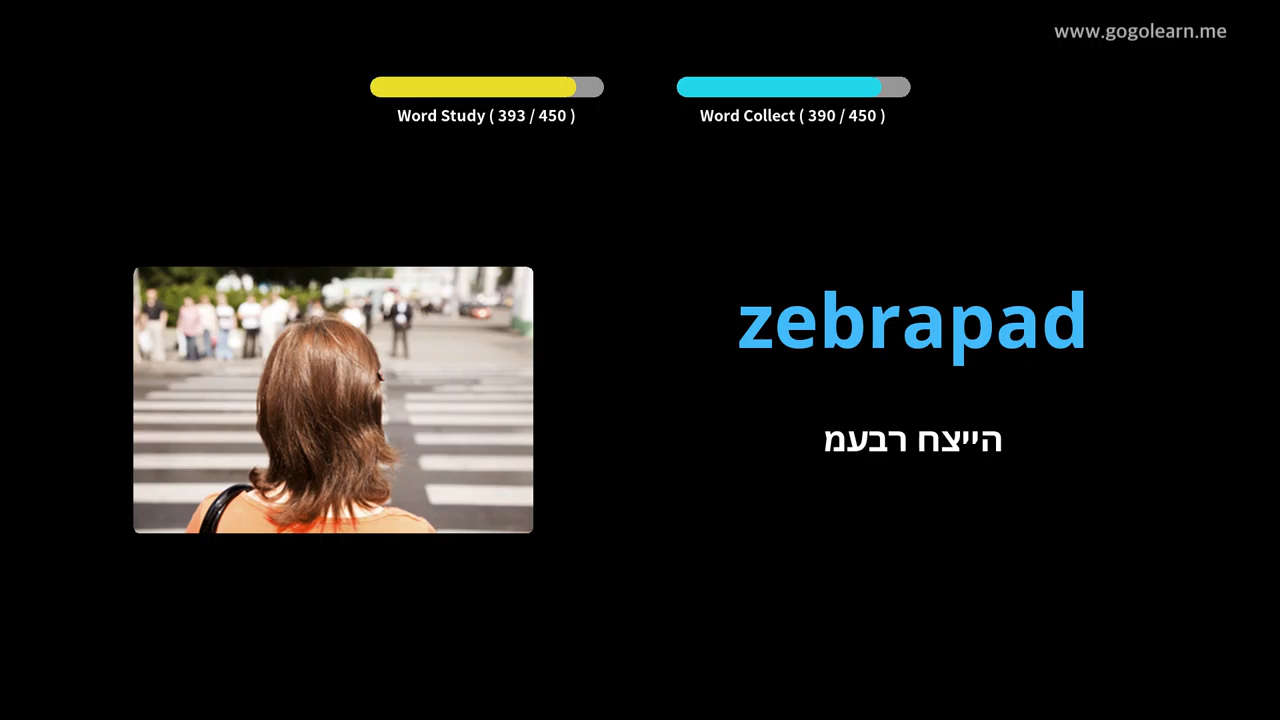 www.gogolearn.me
Word Study ( 393 / 450 )
Word Collect ( 390 / 450 )
zebrapad
הייצח רבעמ